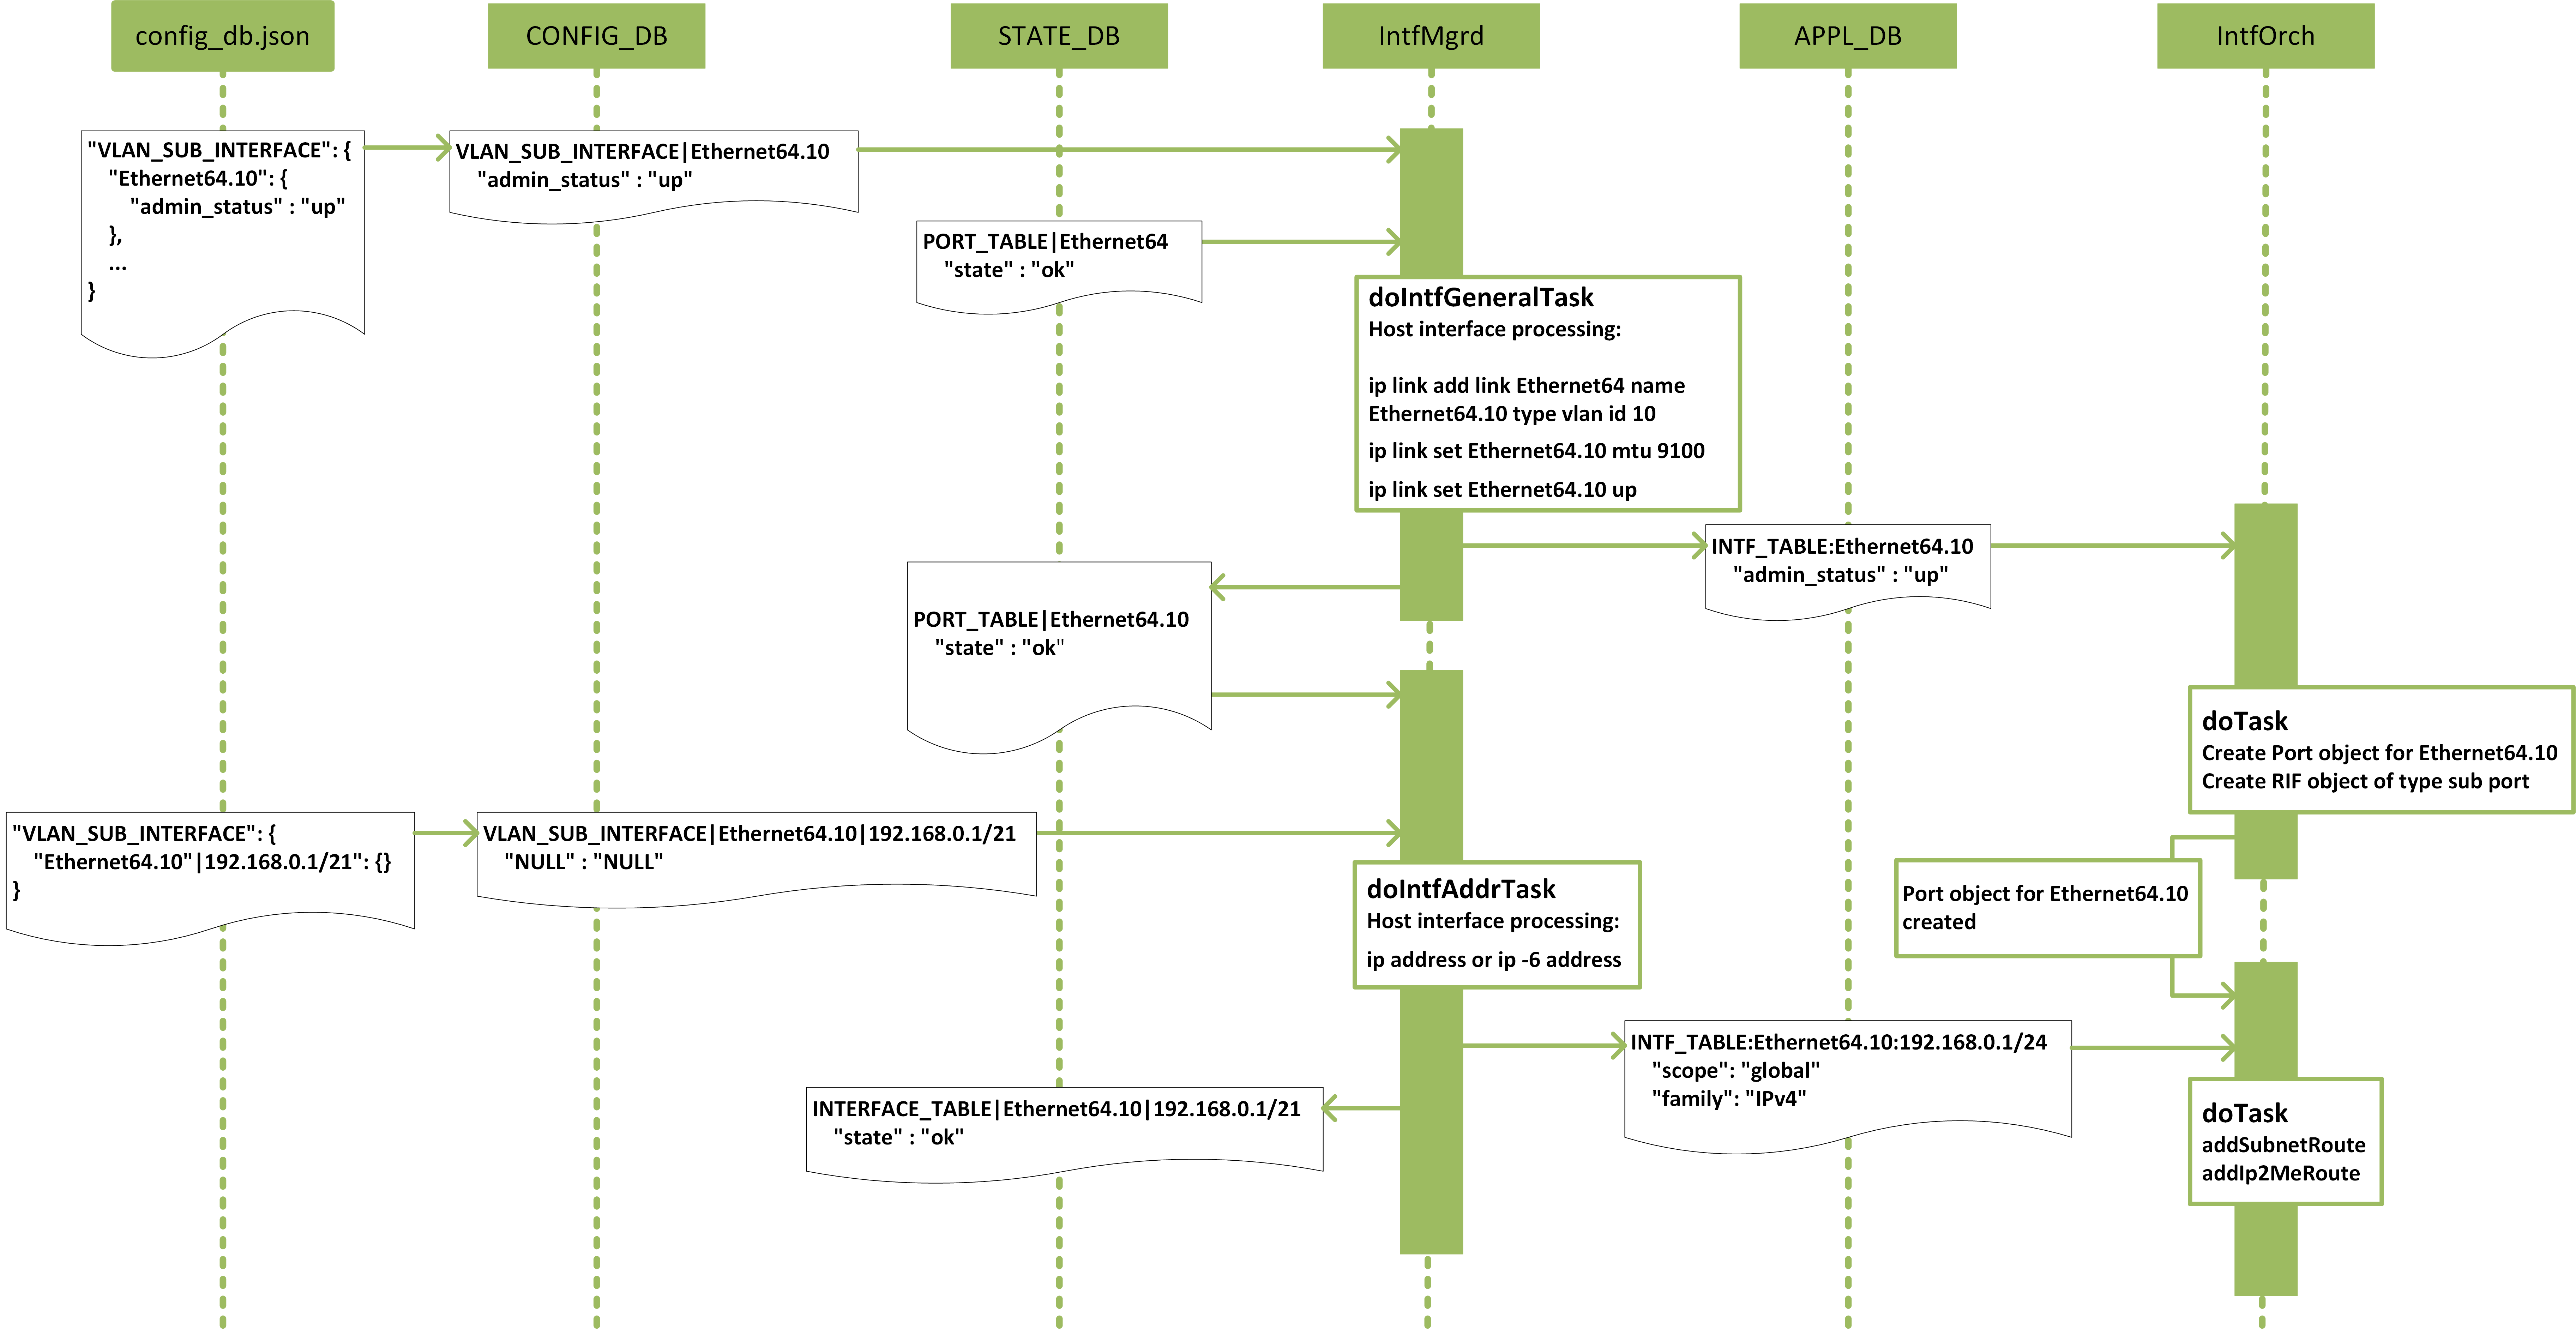 config_db.json
CONFIG_DB
STATE_DB
IntfMgrd
APPL_DB
IntfOrch
"VLAN_SUB_INTERFACE": {
"Ethernet64.10": {
"admin_status" : "up"
},
...
}
VLAN_SUB_INTERFACE|Ethernet64.10
"admin_status" : "up"
PORT_TABLE|Ethernet64
"state" : "ok"
doIntfGeneralTask
Host interface processing:
ip link add link Ethernet64 name
Ethernet64.10 type vlan id 10
ip link set Ethernet64.10 mtu 9100
ip link set Ethernet64.10 up
INTF_TABLE:Ethernet64.10
"admin_status" : "up"
PORT_TABLE|Ethernet64.10
"state" : "ok"
doTask
Create Port object for Ethernet64.10
Create RIF object of type sub port
"VLAN_SUB_INTERFACE": {
"Ethernet64.10"|192.168.0.1/21": {}
}
VLAN_SUB_INTERFACE|Ethernet64.10|192.168.0.1/21
"NULL" : "NULL"
doIntfAddrTask
Host interface processing:
ip address or ip -6 address
Port object for Ethernet64.10
created
INTF_TABLE:Ethernet64.10:192.168.0.1/24
"scope": "global"
"family": "IPv4"
INTERFACE_TABLE|Ethernet64.10|192.168.0.1/21
"state" : "ok"
doTask
addSubnetRoute
addIp2MeRoute